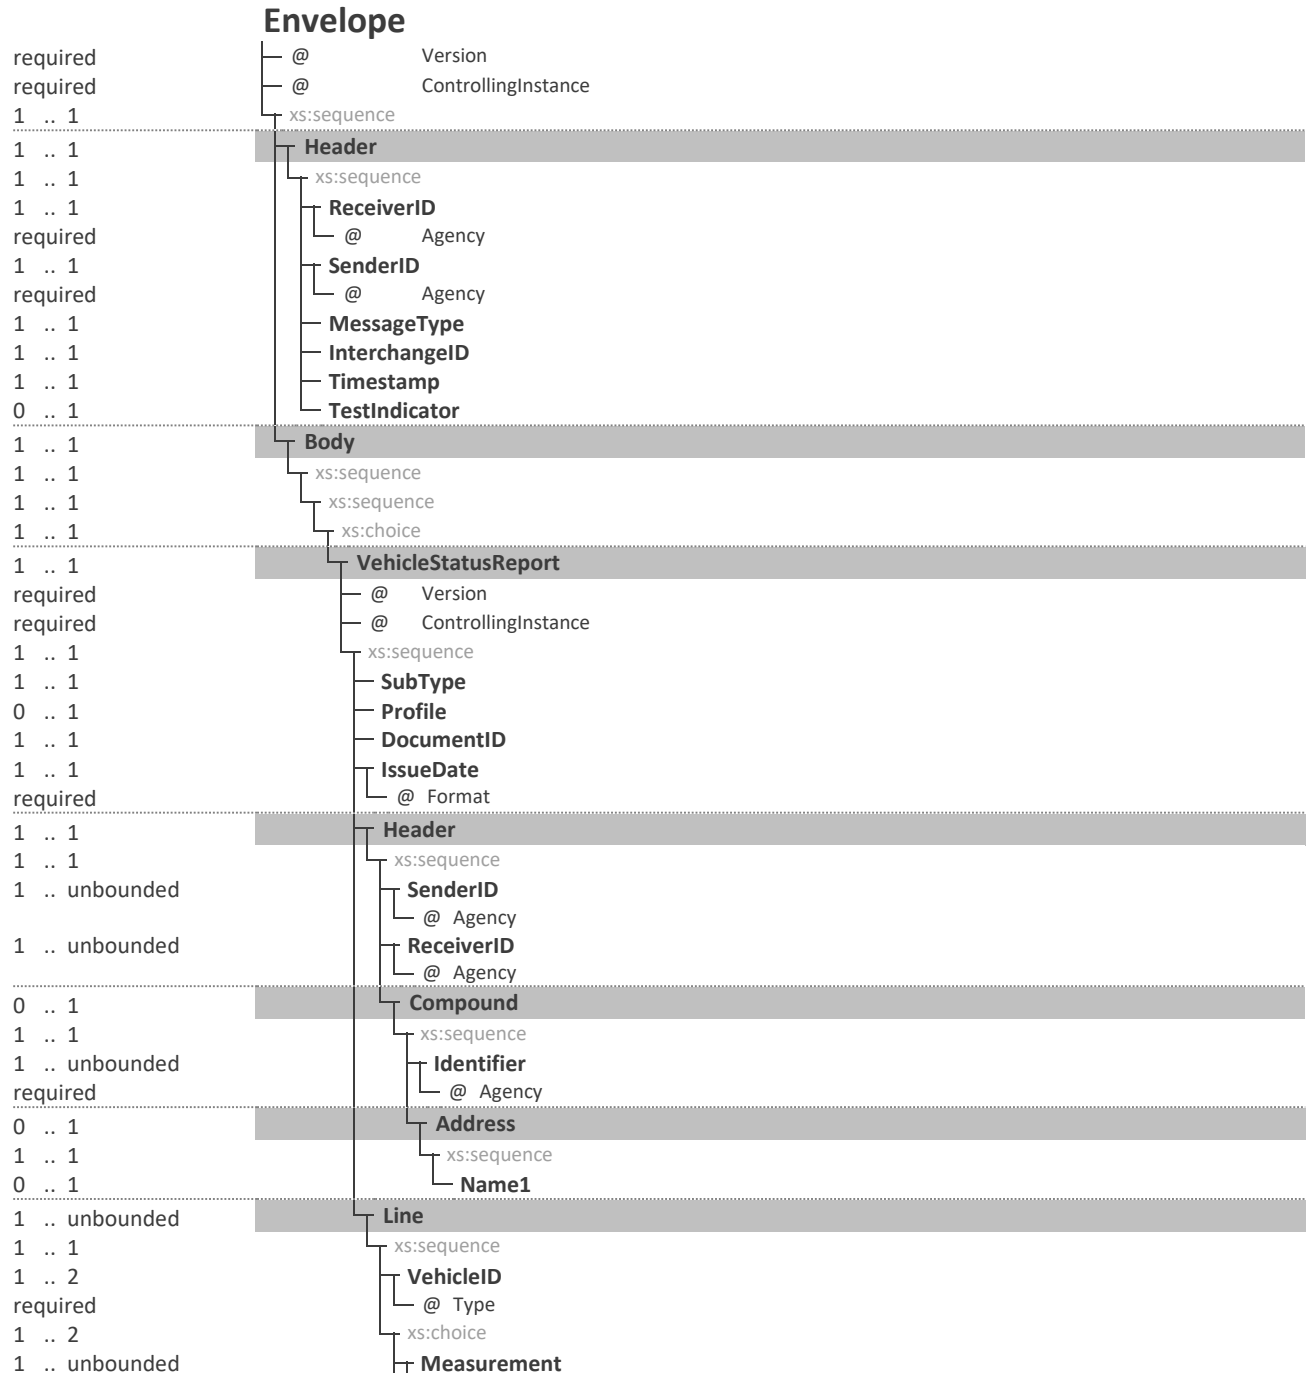 Envelope
required @ Version
required @ ControllingInstance
1 .. 1 xs:sequence
1 .. 1 Header
1 .. 1 xs:sequence
1 .. 1 ReceiverID
required @ Agency
1 .. 1 SenderID
required @ Agency
1 .. 1 MessageType
1 .. 1 InterchangeID
1 .. 1 Timestamp
0 .. 1 TestIndicator
1 .. 1 Body
1 .. 1 xs:sequence
1 .. 1 xs:sequence
1 .. 1 xs:choice
1 .. 1 VehicleStatusReport
required @ Version
required @ ControllingInstance
1 .. 1 xs:sequence
1 .. 1 SubType
0 .. 1 Profile
1 .. 1 DocumentID
1 .. 1 IssueDate
required @ Format
1 .. 1 Header
1 .. 1 xs:sequence
1 .. unbounded SenderID
@ Agency
1 .. unbounded ReceiverID
@ Agency
0 .. 1 Compound
1 .. 1 xs:sequence
1 .. unbounded Identifier
required @ Agency
0 .. 1 Address
1 .. 1 xs:sequence
0 .. 1 Name1
1 .. unbounded Line
1 .. 1 xs:sequence
1 .. 2 VehicleID
required @ Type
1 .. 2 xs:choice
1 .. unbounded Measurement